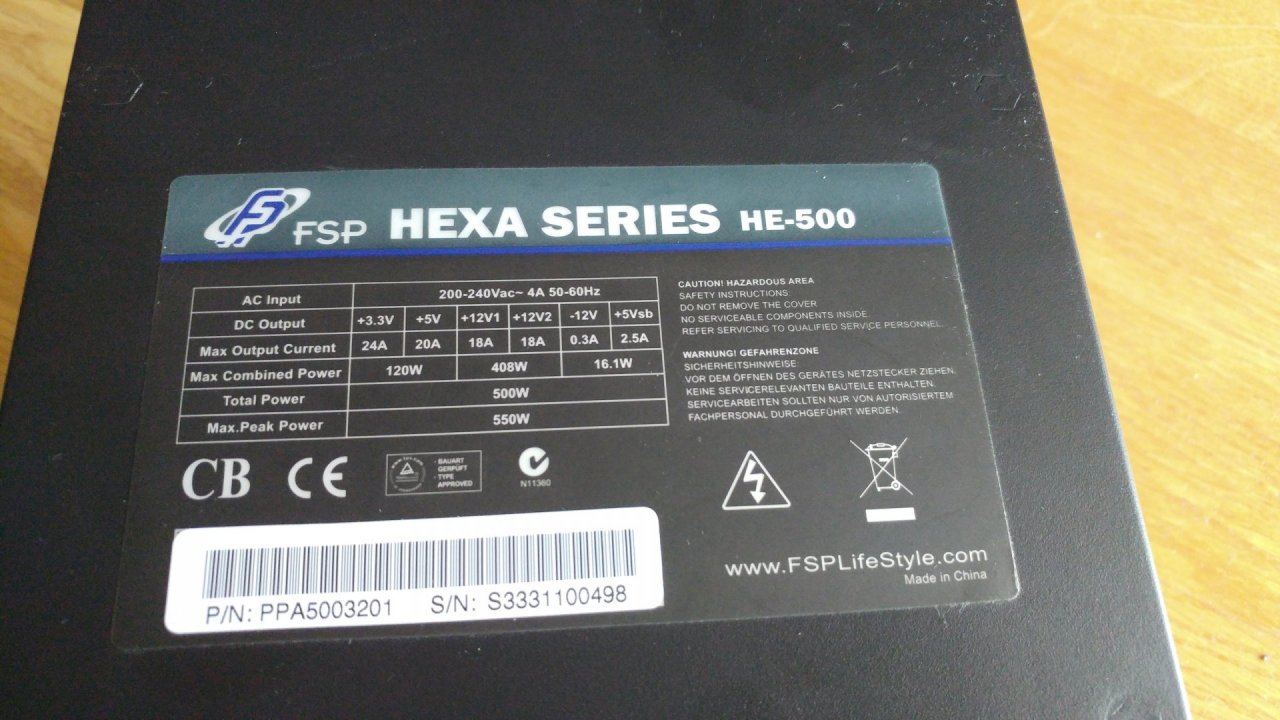 FSP HEXA SERIES HE-500
AC Input 200-240Vac~ 4A 50-60Hz
DC Output +3.3V +5V +12V1 +12V2 -12V +5Vsb
Max Output Current 24A 20A 18A 18A 0.3A 2.5A
Max Combined Power 120W 408W 16.1W
Total Power 500W
Max.Peak Power 550W
CAUTION! HAZARDOUS AREA
SAFETY INSTRUCTIONS:
DO NOT REMOVE THE COVER
NO SERVICEABLE COMPONENTS INSIDE.
REFER SERVICING TO QUALIFIED SERVICE PERSONNEL.
WARNUNG! GEFAHRENZONE
SICHERHEITSHINWEISE
VOR DEM ÖFFNEN DES GERÄTES NETZSTECKER ZIEHEN.
KEINE SERVICERELEVANTEN BAUTEILE ENTHALTEN.
SERVICEARBEITEN SOLLTEN NUR VON AUTORISIERTEM
FACHPERSONAL DURCHGEFÜHRT WERDEN.
CB CE
· BAUART
GERPÜFT
· TYPE
APPROVED
N11360
www.FSPLifeStyle.com
Made in China
P/N: PPA5003201 S/N: S3331100498